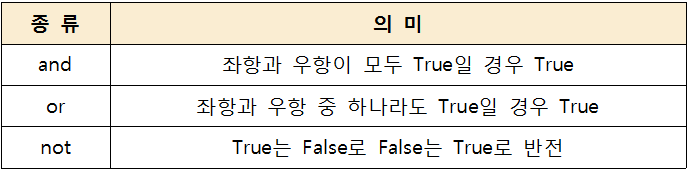 종 류 의 미
and 좌항과 우항이 모두 True일 경우 True
or 좌항과 우항 중 하나라도 True일 경우 True
not True는 False로 False는 True로 반전